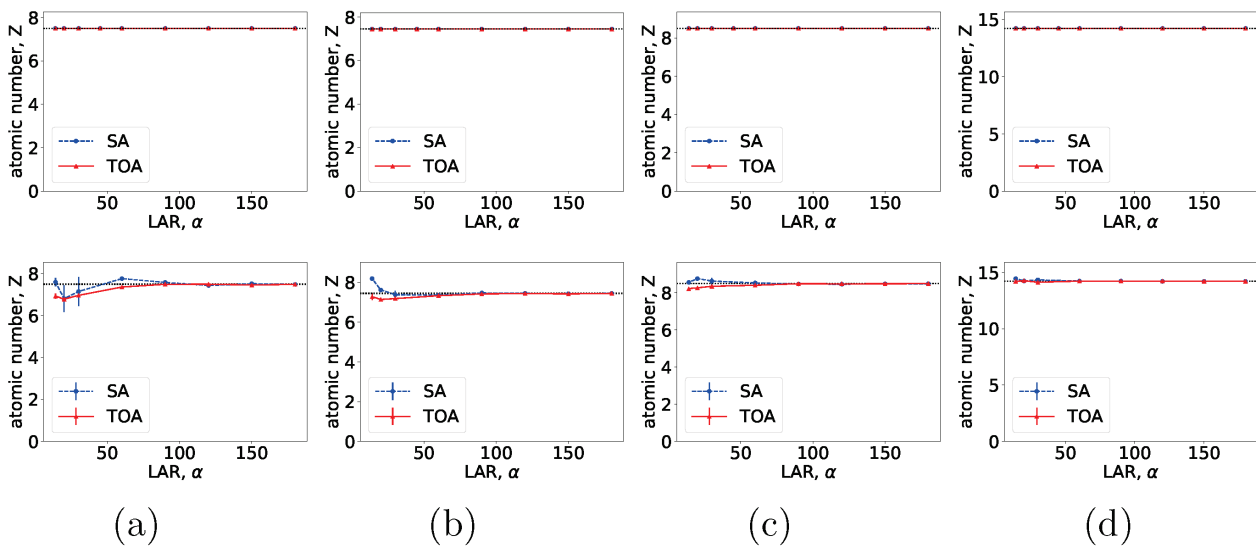 atomic number, Z
8
6
4
2
0
SA
TOA
50 100 150
LAR, α
atomic number, Z
8
6
4
2
0
SA
TOA
50 100 150
LAR, α
atomic number, Z
8
6
4
2
0
SA
TOA
50 100 150
LAR, α
atomic number, Z
15
10
5
0
SA
TOA
50 100 150
LAR, α
atomic number, Z
8
6
4
2
0
SA
TOA
50 100 150
LAR, α
atomic number, Z
8
6
4
2
0
SA
TOA
50 100 150
LAR, α
atomic number, Z
8
6
4
2
0
SA
TOA
50 100 150
LAR, α
atomic number, Z
15
10
5
0
SA
TOA
50 100 150
LAR, α
(a) (b) (c) (d)